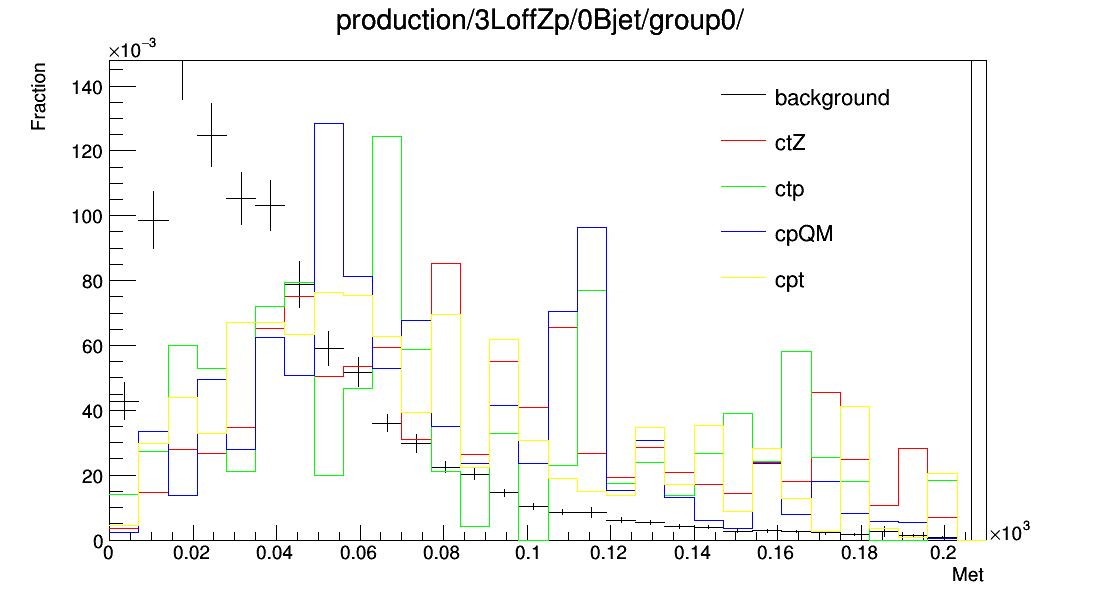 production/3LoffZp/0Bjet/group0/
×10⁻³
Fraction
140
120
100
80
60
40
20
0
background
ctZ
ctp
cpQM
cpt
0 0.02 0.04 0.06 0.08 0.1 0.12 0.14 0.16 0.18 0.2
×10³
Met